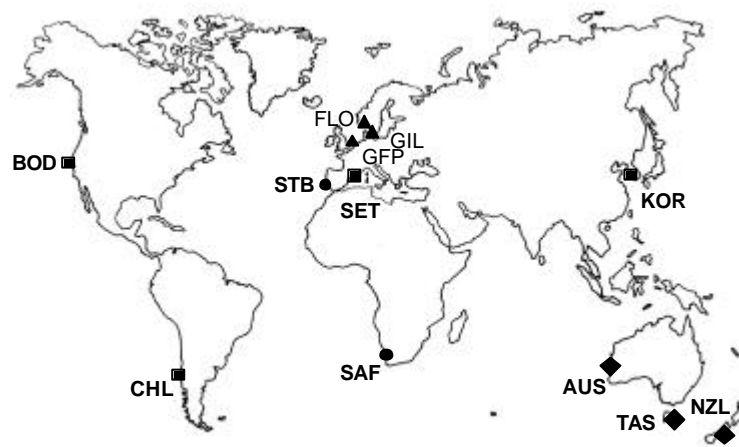 FLO
GIL
BOD
GFP
STB
KOR
SET
SAF
AUS
CHL
NZL
TAS